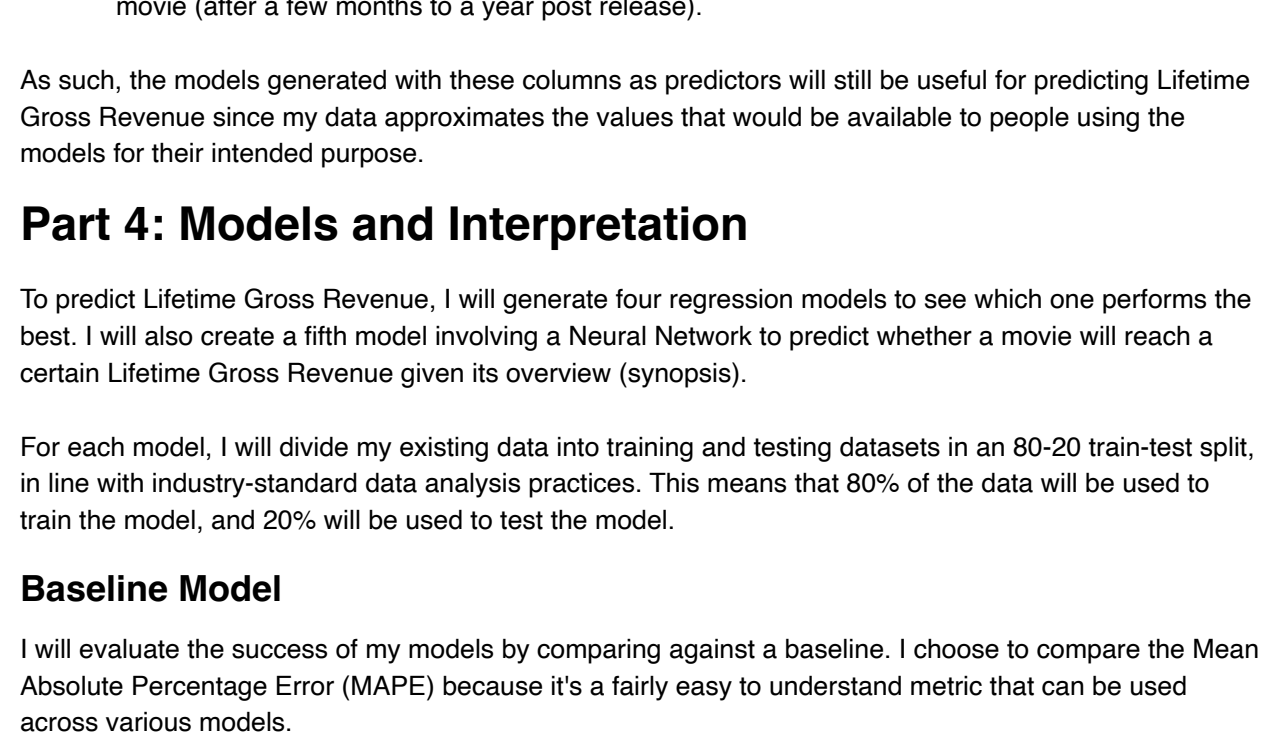 movie (after a few months to a year post release).
As such, the models generated with these columns as predictors will still be useful for predicting Lifetime
Gross Revenue since my data approximates the values that would be available to people using the
models for their intended purpose.
Part 4: Models and Interpretation
To predict Lifetime Gross Revenue, I will generate four regression models to see which one performs the
best. I will also create a fifth model involving a Neural Network to predict whether a movie will reach a
certain Lifetime Gross Revenue given its overview (synopsis).
For each model, I will divide my existing data into training and testing datasets in an 80-20 train-test split,
in line with industry-standard data analysis practices. This means that 80% of the data will be used to
train the model, and 20% will be used to test the model.
Baseline Model
I will evaluate the success of my models by comparing against a baseline. I choose to compare the Mean
Absolute Percentage Error (MAPE) because it's a fairly easy to understand metric that can be used
across various models.